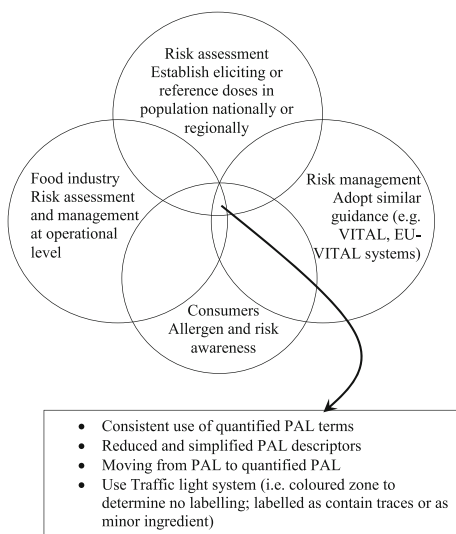 Risk assessment
Establish eliciting or
reference doses in
population nationally or
regionally
Food industry
Risk assessment
and management
at operational
level
Risk management
Adopt similar
guidance (e.g.
VITAL, EU-
VITAL systems)
Consumers
Allergen and risk
awareness
• Consistent use of quantified PAL terms
• Reduced and simplified PAL descriptors
• Moving from PAL to quantified PAL
• Use Traffic light system (i.e. coloured zone to
determine no labelling; labelled as contain traces or as
minor ingredient)